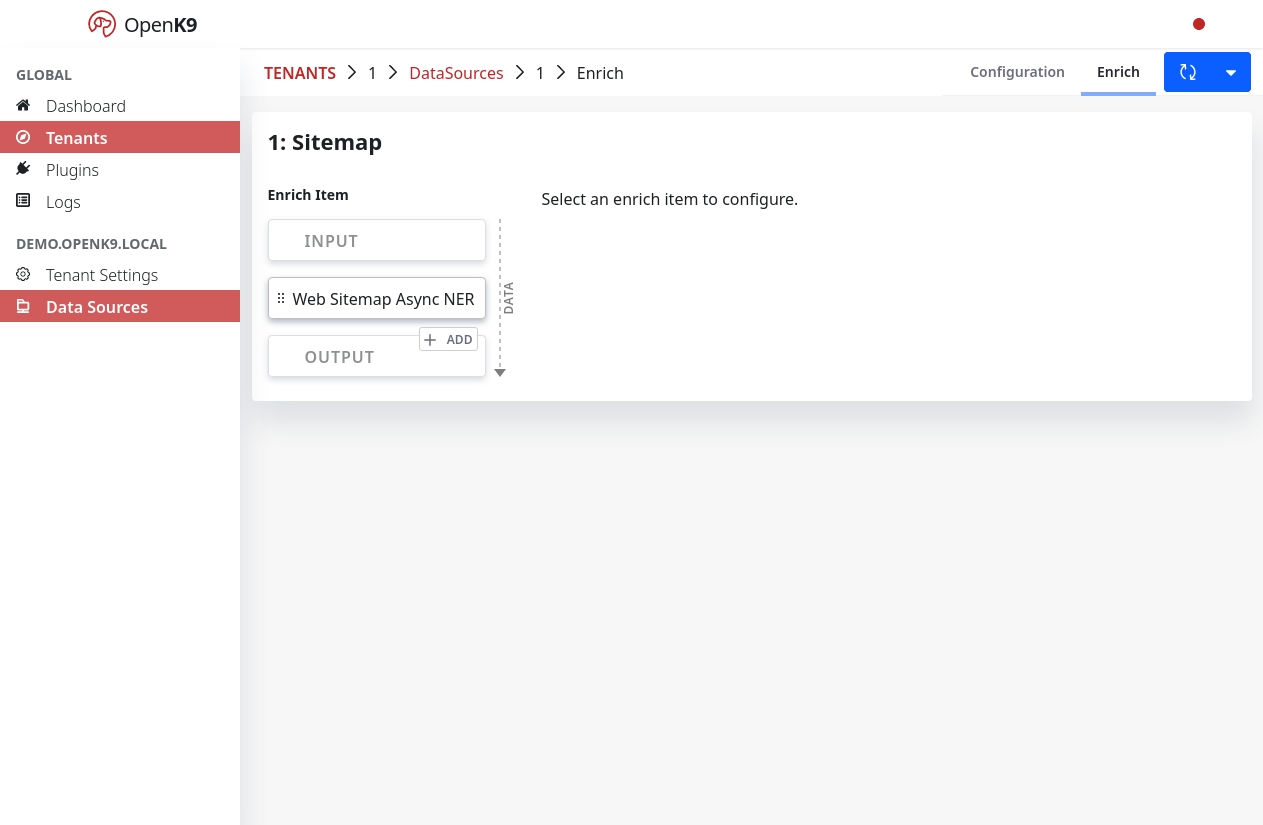 OpenK9
GLOBAL
Dashboard
Tenants
Plugins
Logs
DEMO.OPENK9.LOCAL
Tenant Settings
Data Sources
TENANTS 1 DataSources 1 Enrich
Configuration Enrich
1: Sitemap
Enrich Item
INPUT
Web Sitemap Async NER
ADD
OUTPUT
DATA
Select an enrich item to configure.